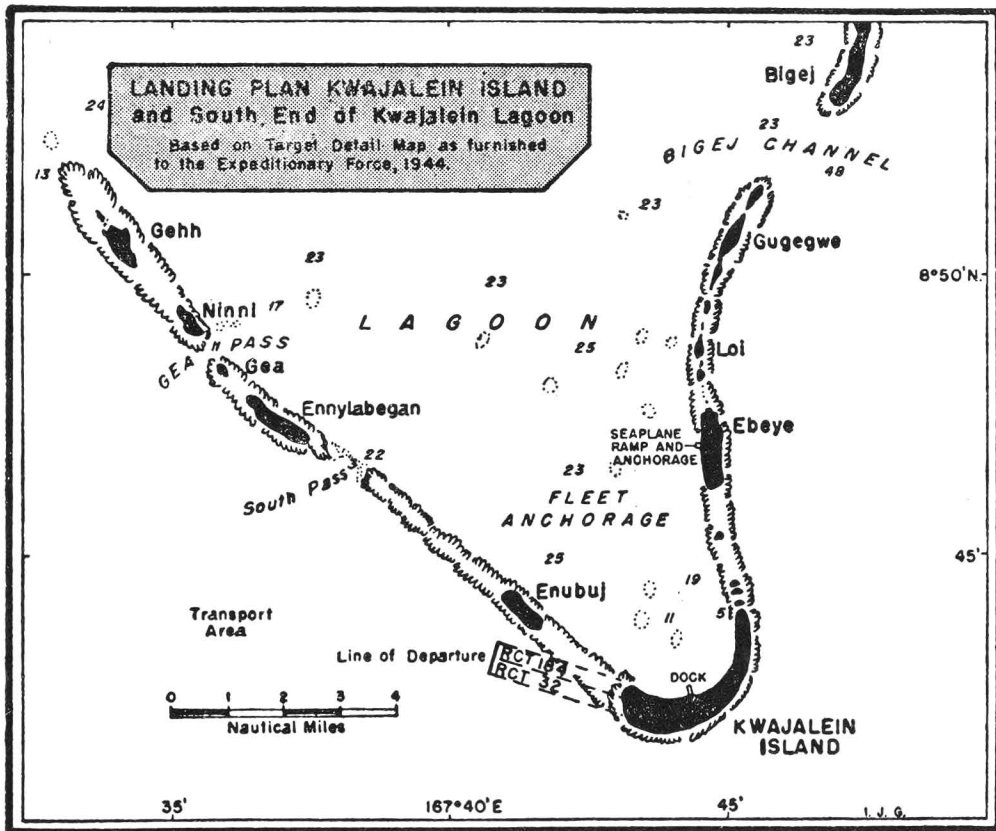 LANDING PLAN KWAJALEIN ISLAND
and South End of Kwajalein Lagoon
Based on Target Detail Map as furnished
to the Expeditionary Force, 1944.
23
Bigej
24
23
BIGEJ CHANNEL
48
13
23
Gehh
Gugegwe
8°50'N.
23
23
Ninni
17
LAGOON
25
11
GEA PASS
Loi
Gea
Ennylabegan
Ebeye
SEAPLANE
RAMP AND
ANCHORAGE
22
3
South Pass
23
FLEET
ANCHORAGE
45'
25
19
Enubuj
11
5
Transport
Area
Line of Departure
RCT 184
RCT 32
DOCK
0 1 2 3 4
Nautical Miles
KWAJALEIN
ISLAND
35'
167°40'E
45'
I. J. G.